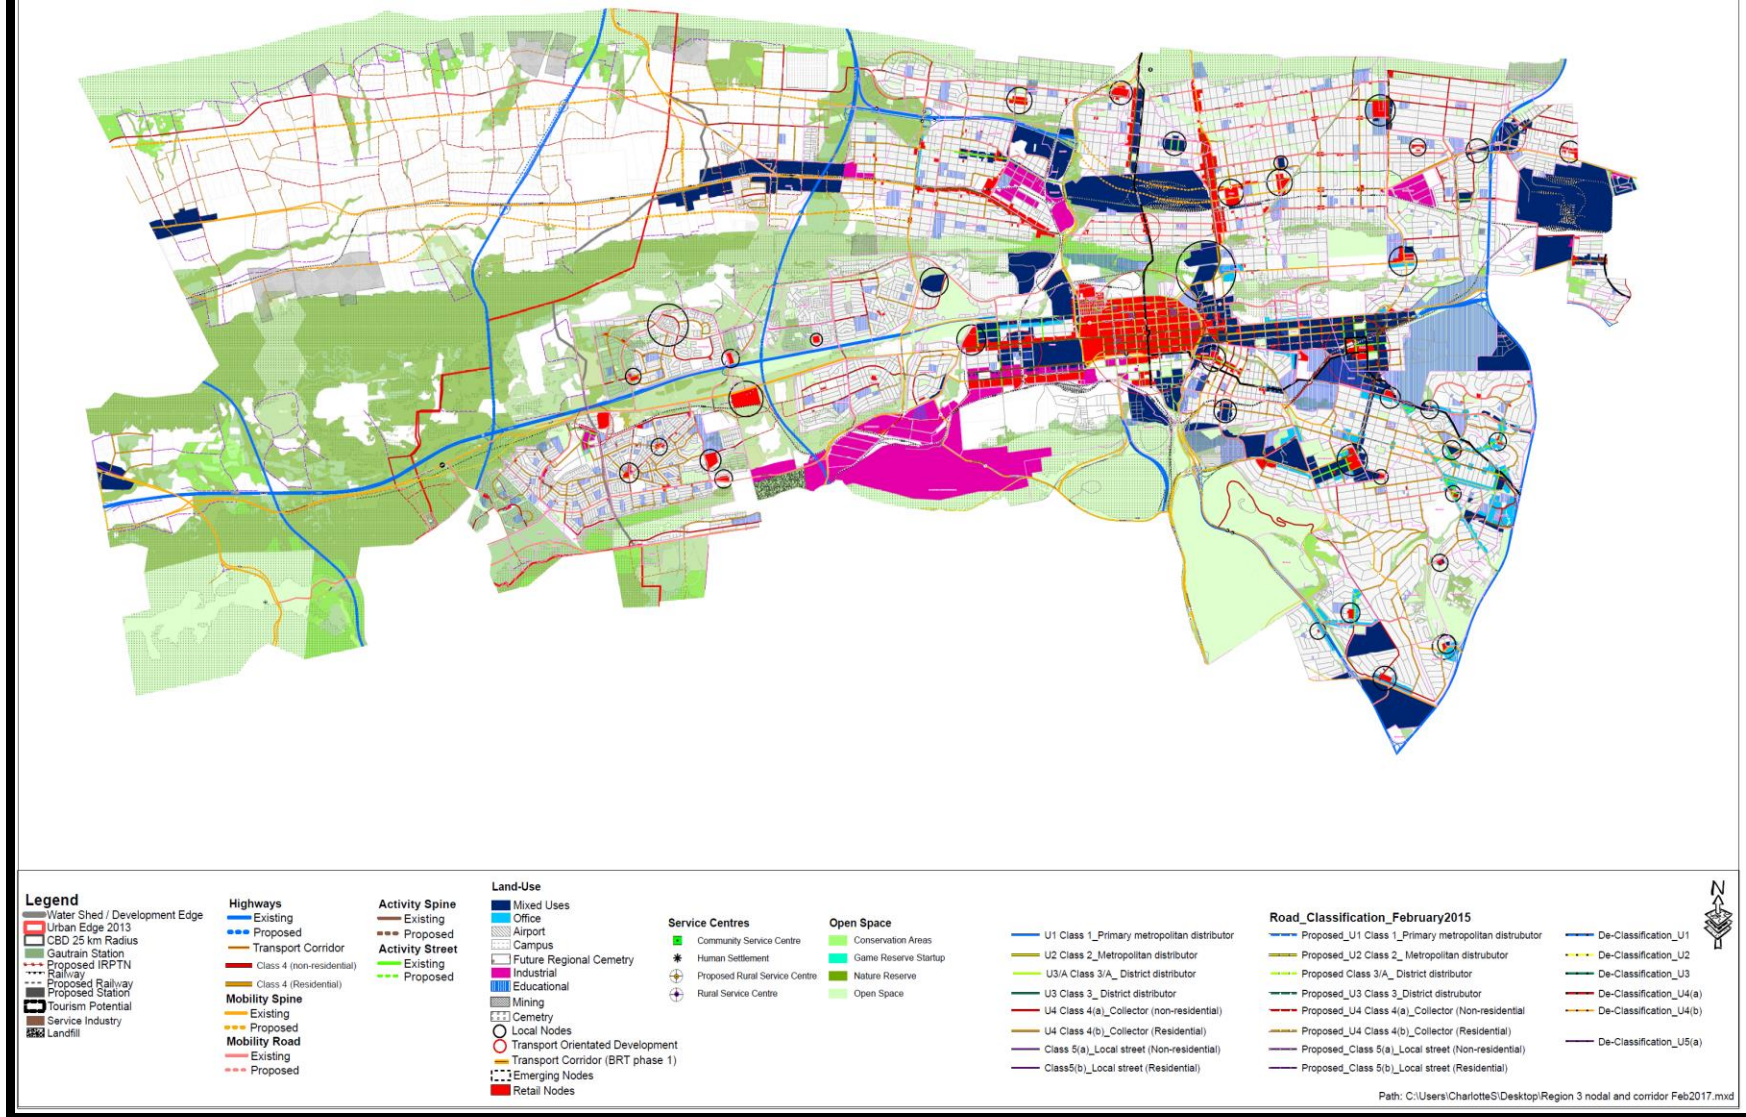 Legend
Water Shed / Development Edge
Urban Edge 2013
CBD 25 km Radius
Gautrain Station
Proposed IRPTN
Railway
Proposed Railway
Proposed Station
Tourism Potential
Service Industry
Landfill
Highways
Existing
Proposed
Transport Corridor
Class 4 (non-residential)
Class 4 (Residential)
Mobility Spine
Existing
Proposed
Mobility Road
Existing
Proposed
Activity Spine
Existing
Proposed
Activity Street
Existing
Proposed
Land-Use
Mixed Uses
Office
Airport
Campus
Future Regional Cemetry
Industrial
Educational
Mining
Cemetry
Local Nodes
Transport Orientated Development
Transport Corridor (BRT phase 1)
Emerging Nodes
Retail Nodes
Service Centres
Community Service Centre
Human Settlement
Proposed Rural Service Centre
Rural Service Centre
Open Space
Conservation Areas
Game Reserve Startup
Nature Reserve
Open Space
U1 Class 1_Primary metropolitan distributor
U2 Class 2_Metropolitan distributor
U3/A Class 3/A_ District distributor
U3 Class 3_ District distributor
U4 Class 4(a)_Collector (non-residential)
U4 Class 4(b)_Collector (Residential)
Class 5(a)_Local street (Non-residential)
Class5(b)_Local street (Residential)
Road_Classification_February2015
Proposed_U1 Class 1_Primary metropolitan distrubutor
Proposed_U2 Class 2_ Metropolitan distrubutor
Proposed Class 3/A_ District distributor
Proposed_U3 Class 3_District distrubutor
Proposed_U4 Class 4(a)_Collector (Non-residential
Proposed_U4 Class 4(b)_Collector (Residential)
Proposed_Class 5(a)_Local street (Non-residential)
Proposed_Class 5(b)_Local street (Residential)
De-Classification_U1
De-Classification_U2
De-Classification_U3
De-Classification_U4(a)
De-Classification_U4(b)
De-Classification_U5(a)
N
Path: C:\Users\CharlotteS\Desktop\Region 3 nodal and corridor Feb2017.mxd